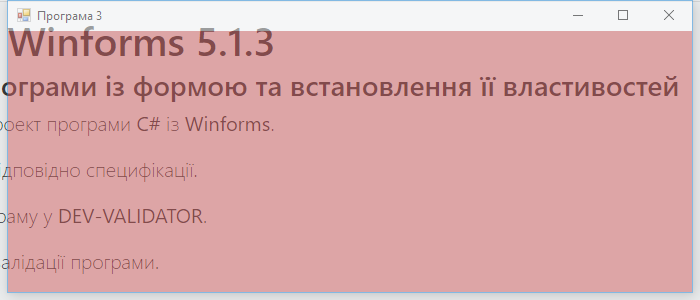 Програма 3
Winforms 5.1.3
ограми із формою та встановлення її властивостей
роект програми C# із Winforms.
ідповідно специфікації.
раму у DEV-VALIDATOR.
алідації програми.